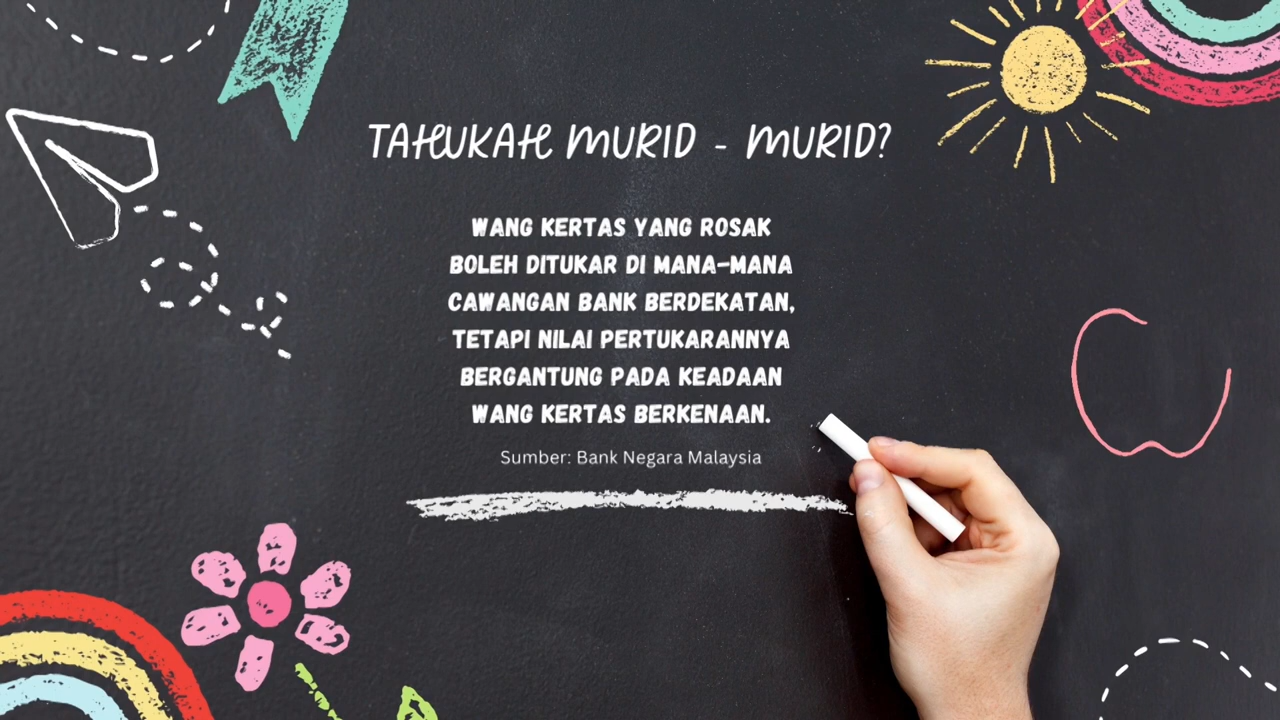 TAHUKAH MURID - MURID?
WANG KERTAS YANG ROSAK
BOLEH DITUKAR DI MANA-MANA
CAWANGAN BANK BERDEKATAN,
TETAPI NILAI PERTUKARANNYA
BERGANTUNG PADA KEADAAN
WANG KERTAS BERKENAAN.
Sumber: Bank Negara Malaysia